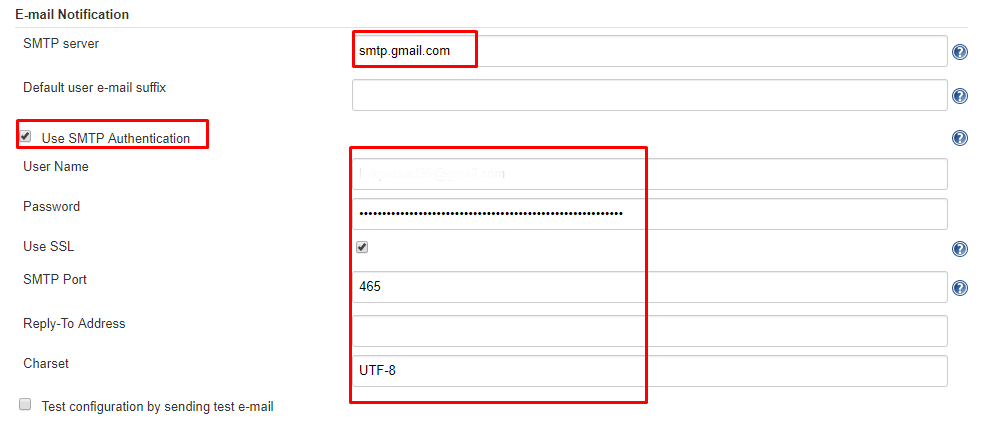 E-mail Notification
SMTP server
smtp.gmail.com
Default user e-mail suffix
Use SMTP Authentication
User Name
Password
••••••••••••••••••••••••••••••••••••••••••••••••••••••••••
Use SSL
SMTP Port
465
Reply-To Address
Charset
UTF-8
Test configuration by sending test e-mail